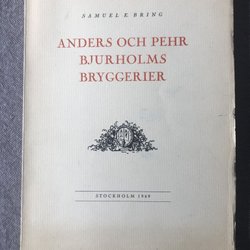 SAMUEL E. BRING
ANDERS OCH PEHR
BJURHOLMS
BRYGGERIER
STOCKHOLM 1949